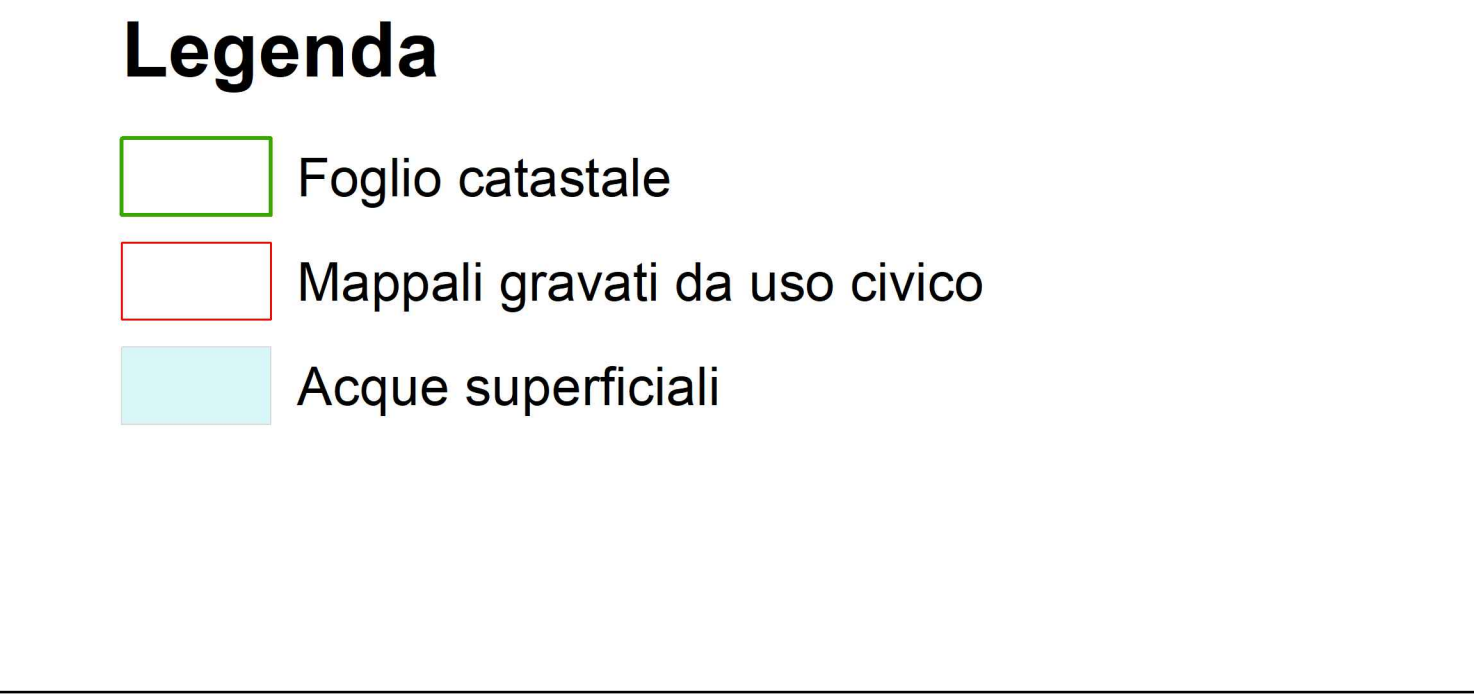 Legenda
Foglio catastale
Mappali gravati da uso civico
Acque superficiali